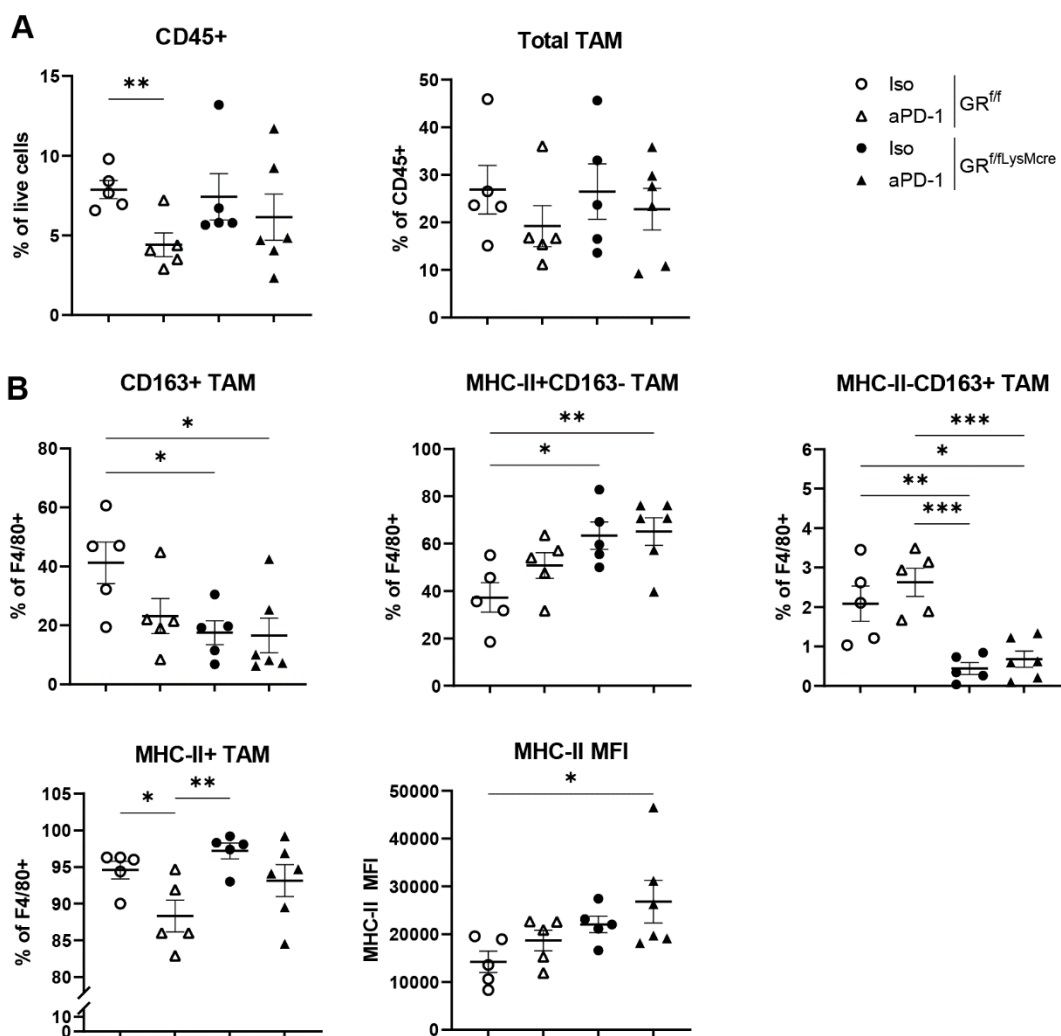 A
CD45+
**
% of live cells
15
10
5
0
Total TAM
% of CD45+
50
40
30
20
10
0
Iso
aPD-1
GRf/f
Iso
aPD-1
GRf/fLysMcre
B
CD163+ TAM
*
*
% of F4/80+
80
60
40
20
0
MHC-II+CD163- TAM
**
*
% of F4/80+
100
80
60
40
20
0
MHC-II-CD163+ TAM
***
*
**
***
% of F4/80+
6
5
4
3
2
1
0
MHC-II+ TAM
*
**
% of F4/80+
105
100
95
90
85
80
10
0
MHC-II MFI
*
MHC-II MFI
50000
40000
30000
20000
10000
0